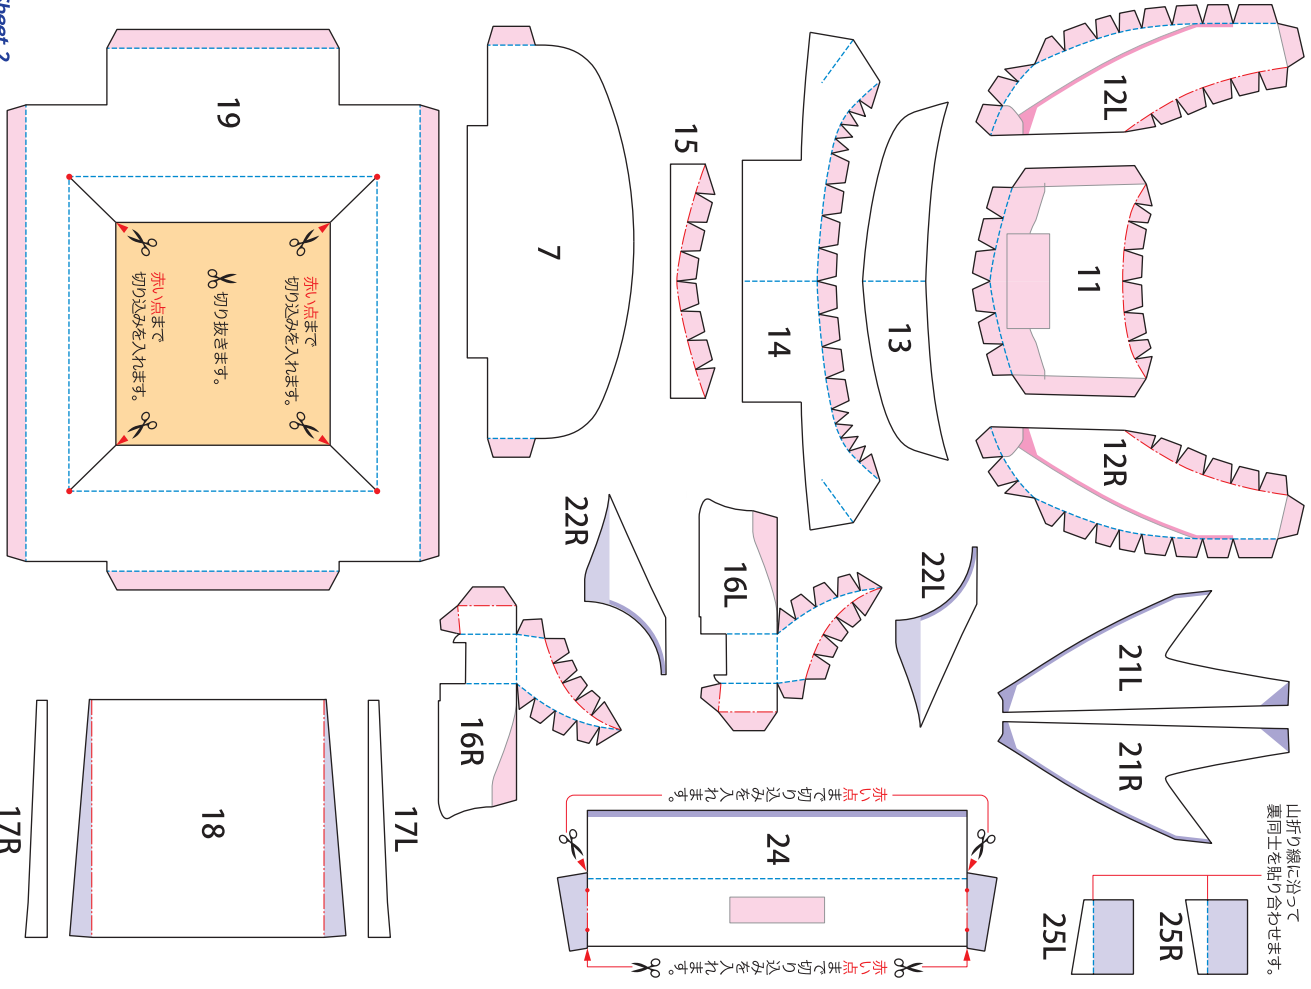 Sheet 2
12L
11
12R
13
14
15
7
19
赤い点まで
切り込みを入れます。
切り抜きます。
赤い点まで
切り込みを入れます。
22R
16L
22L
16R
21L
21R
山折り線に沿って
裏同士を貼り合わせます。
25R
25L
赤い点まで切り込みを入れます。
24
赤い点まで切り込みを入れます。
17L
18
17R